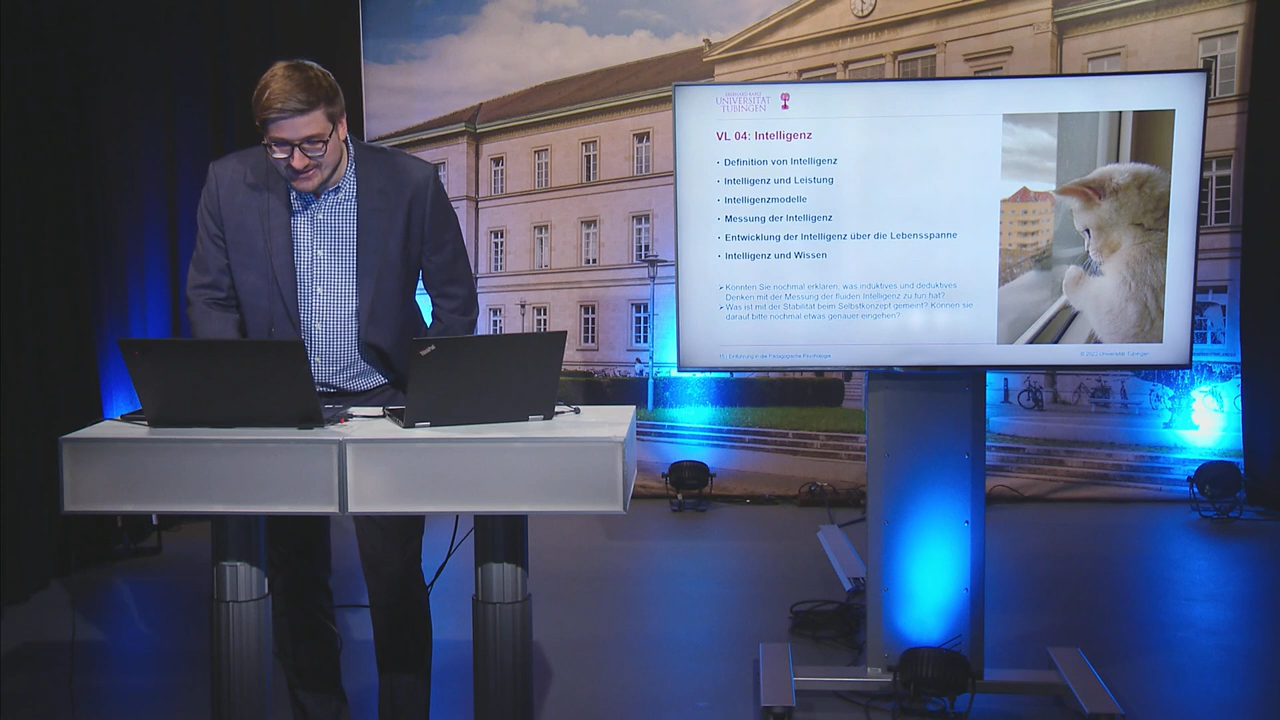 EBERHARD KARLS
UNIVERSITÄT
TÜBINGEN
VL 04: Intelligenz
• Definition von Intelligenz
• Intelligenz und Leistung
• Intelligenzmodelle
• Messung der Intelligenz
• Entwicklung der Intelligenz über die Lebensspanne
• Intelligenz und Wissen
➢ Könnten Sie nochmal erklären, was induktives und deduktives
Denken mit der Messung der fluiden Intelligenz zu tun hat?
➢ Was ist mit der Stabilität beim Selbstkonzept gemeint? Können sie
darauf bitte nochmal etwas genauer eingehen?
| Einführung in die Pädagogische Psychologie
© 2022 Universität Tübingen
ThinkPad